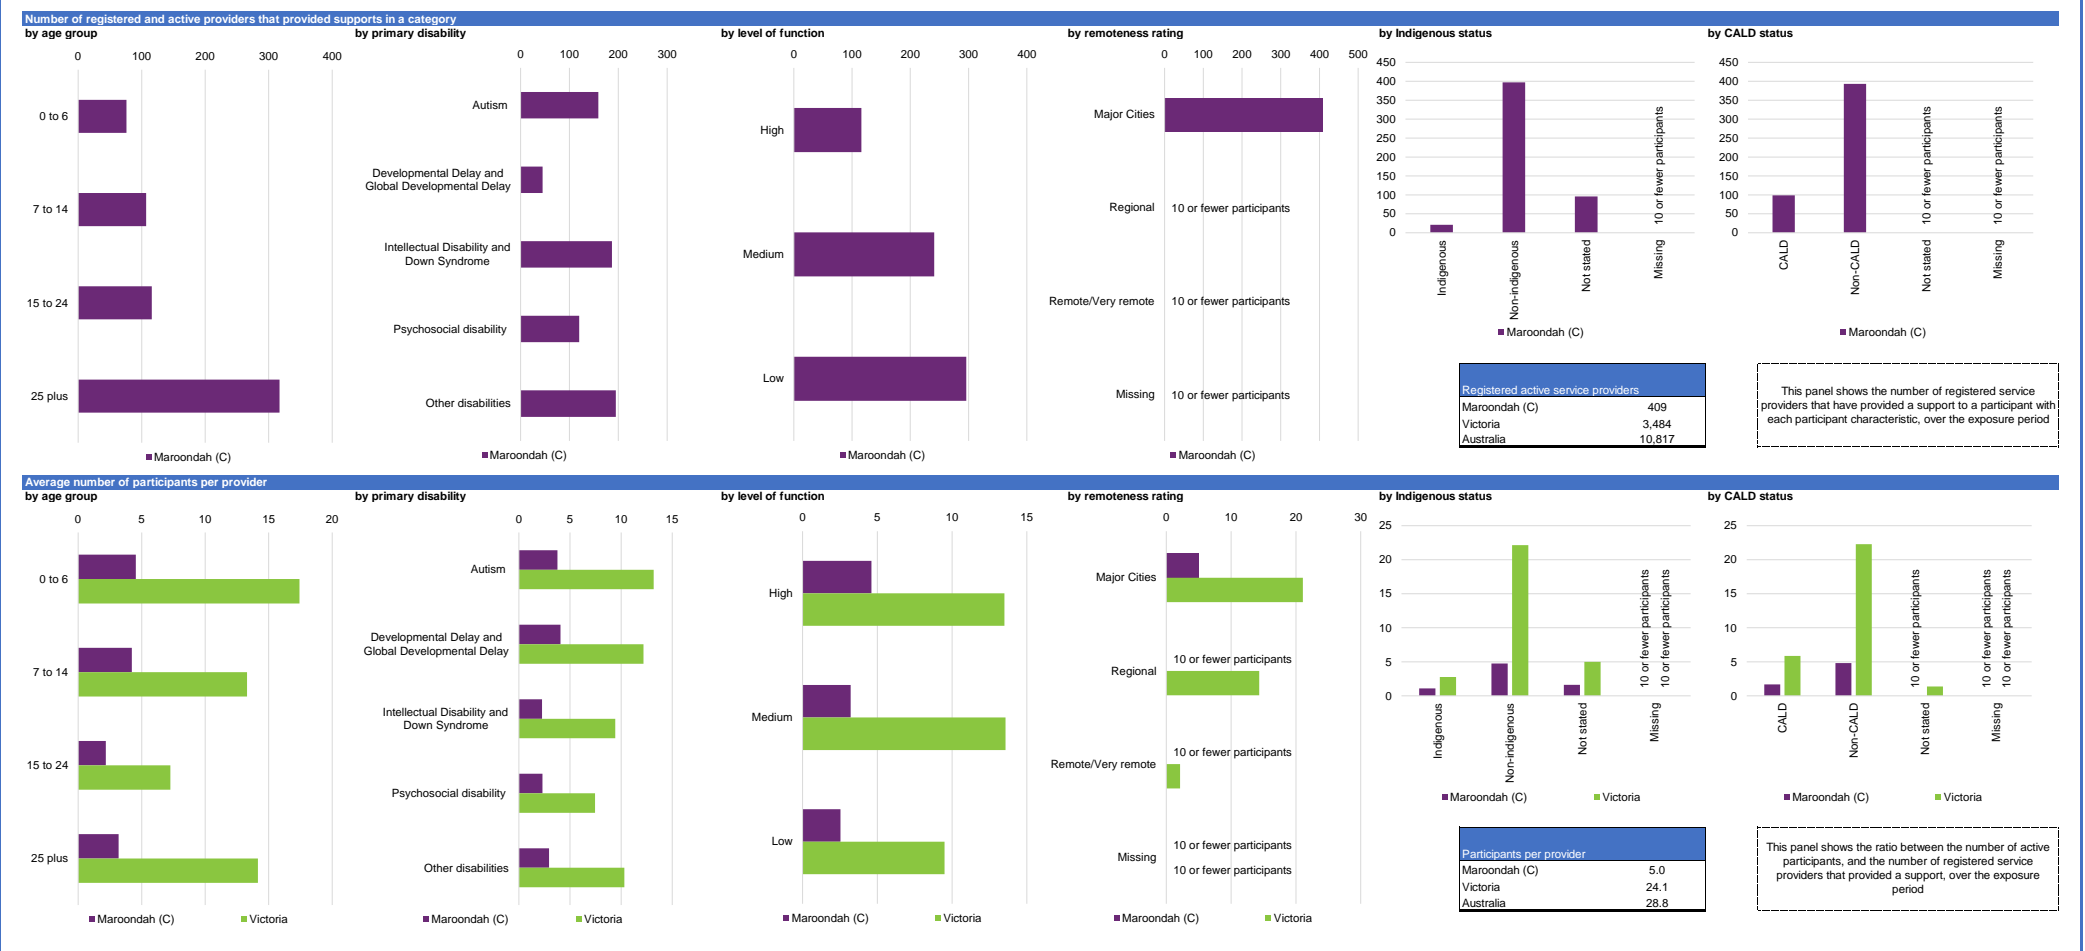 Number of registered and active providers that provided supports in a category
by age group
0 100 200 300 400
0 to 6
7 to 14
15 to 24
25 plus
Maroondah (C)
by primary disability
0 100 200 300
Autism
Developmental Delay and
Global Developmental Delay
Intellectual Disability and
Down Syndrome
Psychosocial disability
Other disabilities
Maroondah (C)
by level of function
0 100 200 300 400
High
Medium
Low
Maroondah (C)
by remoteness rating
0 100 200 300 400 500
Major Cities
Regional 10 or fewer participants
Remote/Very remote 10 or fewer participants
Missing 10 or fewer participants
Maroondah (C)
by Indigenous status
450
400
350
300
250
200
150
100
50
0
10 or fewer participants
Indigenous
Non-indigenous
Not stated
Missing
Maroondah (C)
by CALD status
450
400
350
300
250
200
150
100
50
0
10 or fewer participants
10 or fewer participants
CALD
Non-CALD
Not stated
Missing
Maroondah (C)
Registered active service providers
Maroondah (C) 409
Victoria 3,484
Australia 10,817
This panel shows the number of registered service
providers that have provided a support to a participant with
each participant characteristic, over the exposure period
Average number of participants per provider
by age group
0 5 10 15 20
0 to 6
7 to 14
15 to 24
25 plus
Maroondah (C) Victoria
by primary disability
0 5 10 15
Autism
Developmental Delay and
Global Developmental Delay
Intellectual Disability and
Down Syndrome
Psychosocial disability
Other disabilities
Maroondah (C) Victoria
by level of function
0 5 10 15
High
Medium
Low
Maroondah (C) Victoria
by remoteness rating
0 10 20 30
Major Cities
10 or fewer participants
Regional
10 or fewer participants
Remote/Very remote
10 or fewer participants
Missing
10 or fewer participants
Maroondah (C) Victoria
by Indigenous status
25
20
15
10
5
0
10 or fewer participants
10 or fewer participants
Indigenous
Non-indigenous
Not stated
Missing
Maroondah (C) Victoria
by CALD status
25
20
15
10
5
0
10 or fewer participants
10 or fewer participants
10 or fewer participants
CALD
Non-CALD
Not stated
Missing
Maroondah (C) Victoria
Participants per provider
Maroondah (C) 5.0
Victoria 24.1
Australia 28.8
This panel shows the ratio between the number of active
participants, and the number of registered service
providers that provided a support, over the exposure
period